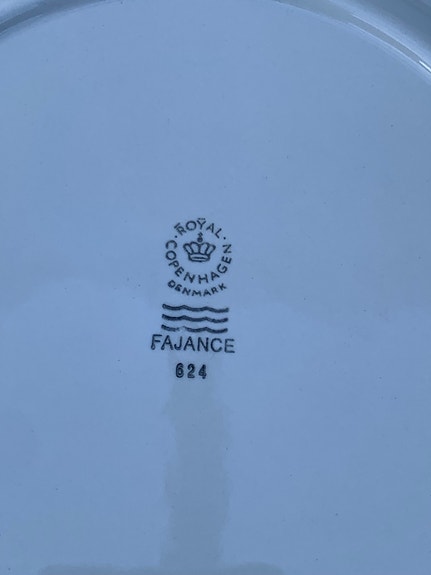 ROYAL
COPENHAGEN
DENMARK
FAJANCE
624